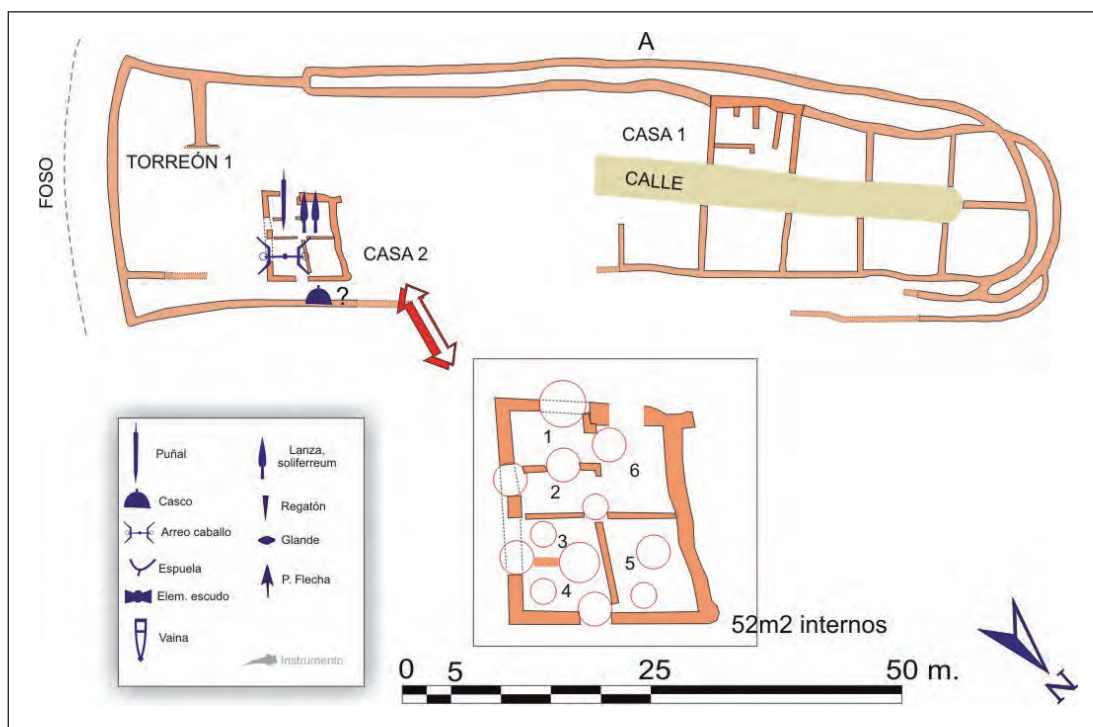 A
FOSO
TORREÓN 1
CASA 1
CALLE
CASA 2
?
1
2
3
4
5
6
52m2 internos
Puñal
Casco
Arreo caballo
Espuela
Elem. escudo
Vaina
Lanza,
soliferreum
Regatón
Glande
P. Flecha
Instrumento
0 5 25 50 m.
N